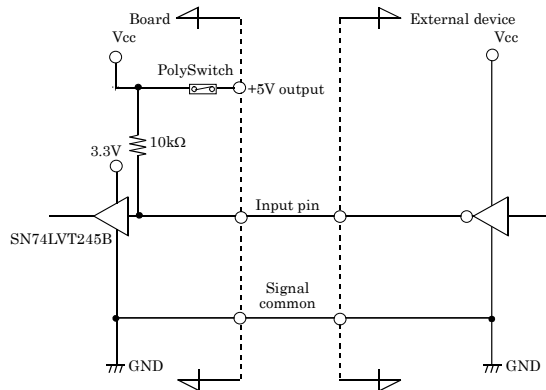 Board
External device
Vcc
Vcc
PolySwitch
+5V output
10kΩ
3.3V
Input pin
SN74LVT245B
Signal
common
GND
GND